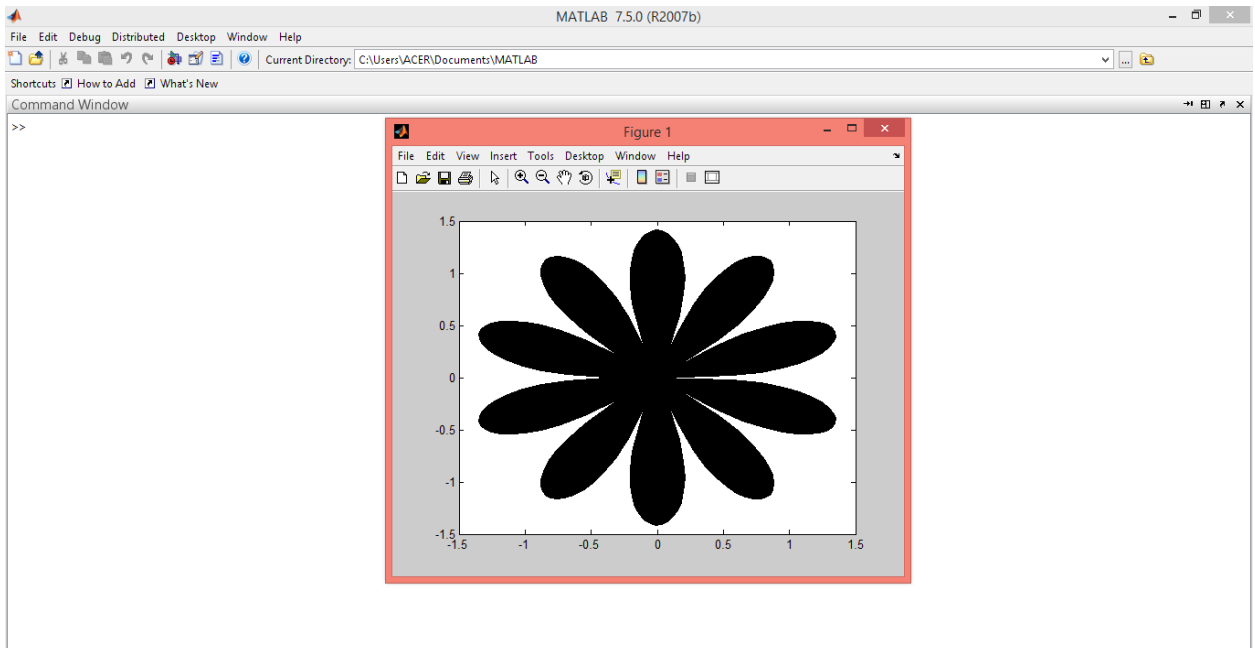 MATLAB 7.5.0 (R2007b)
File Edit Debug Distributed Desktop Window Help
Current Directory: C:\Users\ACER\Documents\MATLAB
Shortcuts How to Add What's New
Command Window
>>
Figure 1
File Edit View Insert Tools Desktop Window Help
1.5
1
0.5
0
-0.5
-1
-1.5
-1.5 -1 -0.5 0 0.5 1 1.5